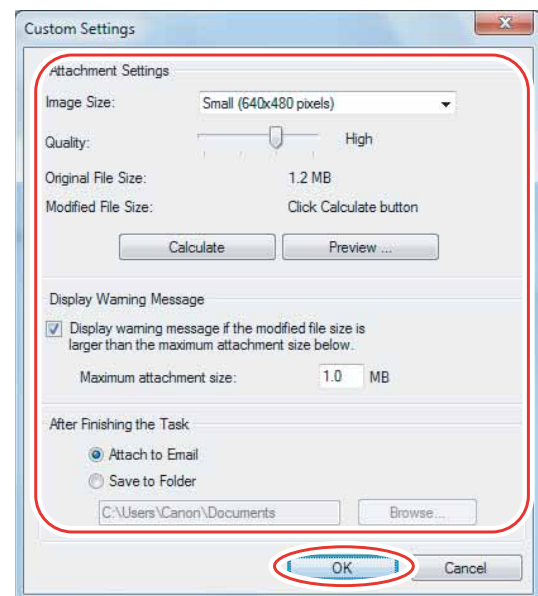 Custom Settings
Attachment Settings
Image Size: Small (640x480 pixels)
Quality: High
Original File Size: 1.2 MB
Modified File Size: Click Calculate button
Calculate Preview ...
Display Warning Message
Display warning message if the modified file size is
larger than the maximum attachment size below.
Maximum attachment size: 1.0 MB
After Finishing the Task
Attach to Email
Save to Folder
C:\Users\Canon\Documents Browse...
OK Cancel